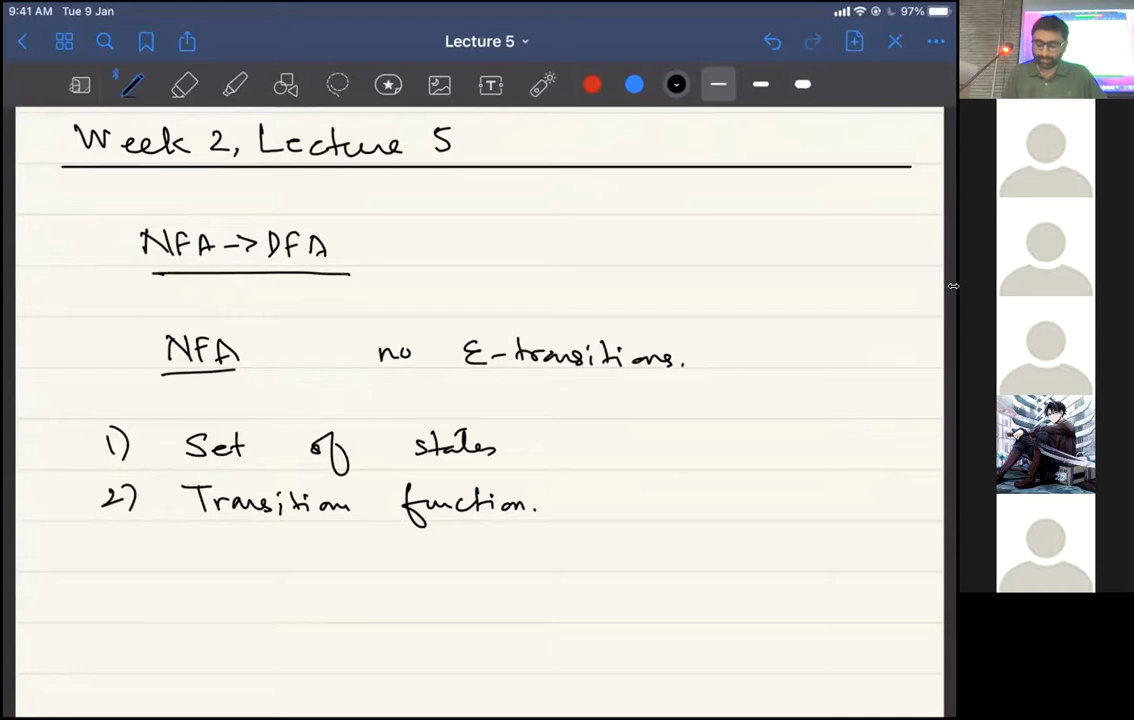 9:41 AM Tue 9 Jan
97%
Lecture 5
Week 2, Lecture 5
NFA -> DFA
NFA no ε-transitions.
1) Set of states
2) Transition function.